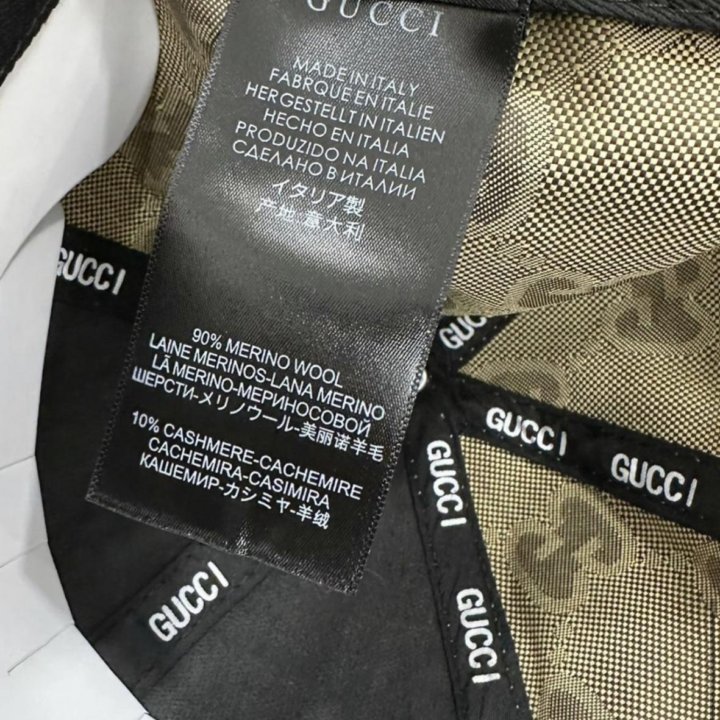 GUCCI
MADE IN ITALY
FABRQUE EN ITALIE
HERGESTELLT IN ITALIEN
HECHO EN ITALIA
PRODUZIDO NA ITALIA
СДЕЛАНО В ИТАЛИИ
イタリア製
产地:意大利
90% MERINO WOOL
LAINE MERINOS-LANA MERINO
LÃ MERINO-МЕРИНОСОВОЙ
ШЕРСТИ-メリノウール-美丽诺羊毛
10% CASHMERE-CACHEMIRE
CACHEMIRA-CASIMIRA
КАШЕМИР-カシミヤ-羊绒
GUCCI
GUCCI
GUCCI
GUCCI
GUCCI
GUCCI
GUCCI